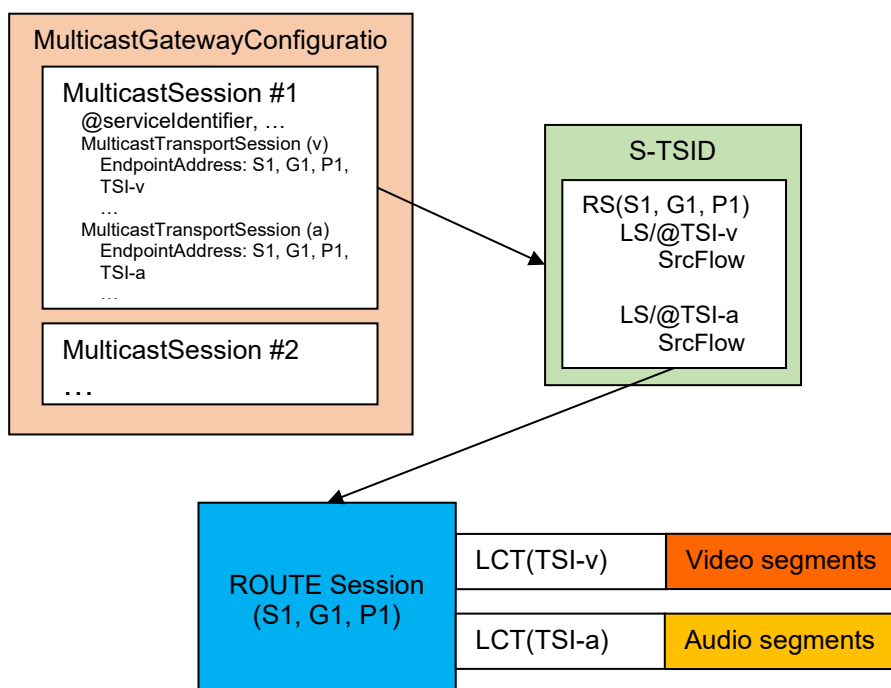 MulticastGatewayConfiguratio
MulticastSession #1
@serviceIdentifier, …
MulticastTransportSession (v)
EndpointAddress: S1, G1, P1,
TSI-v
…
MulticastTransportSession (a)
EndpointAddress: S1, G1, P1,
TSI-a
…
MulticastSession #2
…
S-TSID
RS(S1, G1, P1)
LS/@TSI-v
SrcFlow
LS/@TSI-a
SrcFlow
ROUTE Session
(S1, G1, P1)
LCT(TSI-v)
Video segments
LCT(TSI-a)
Audio segments